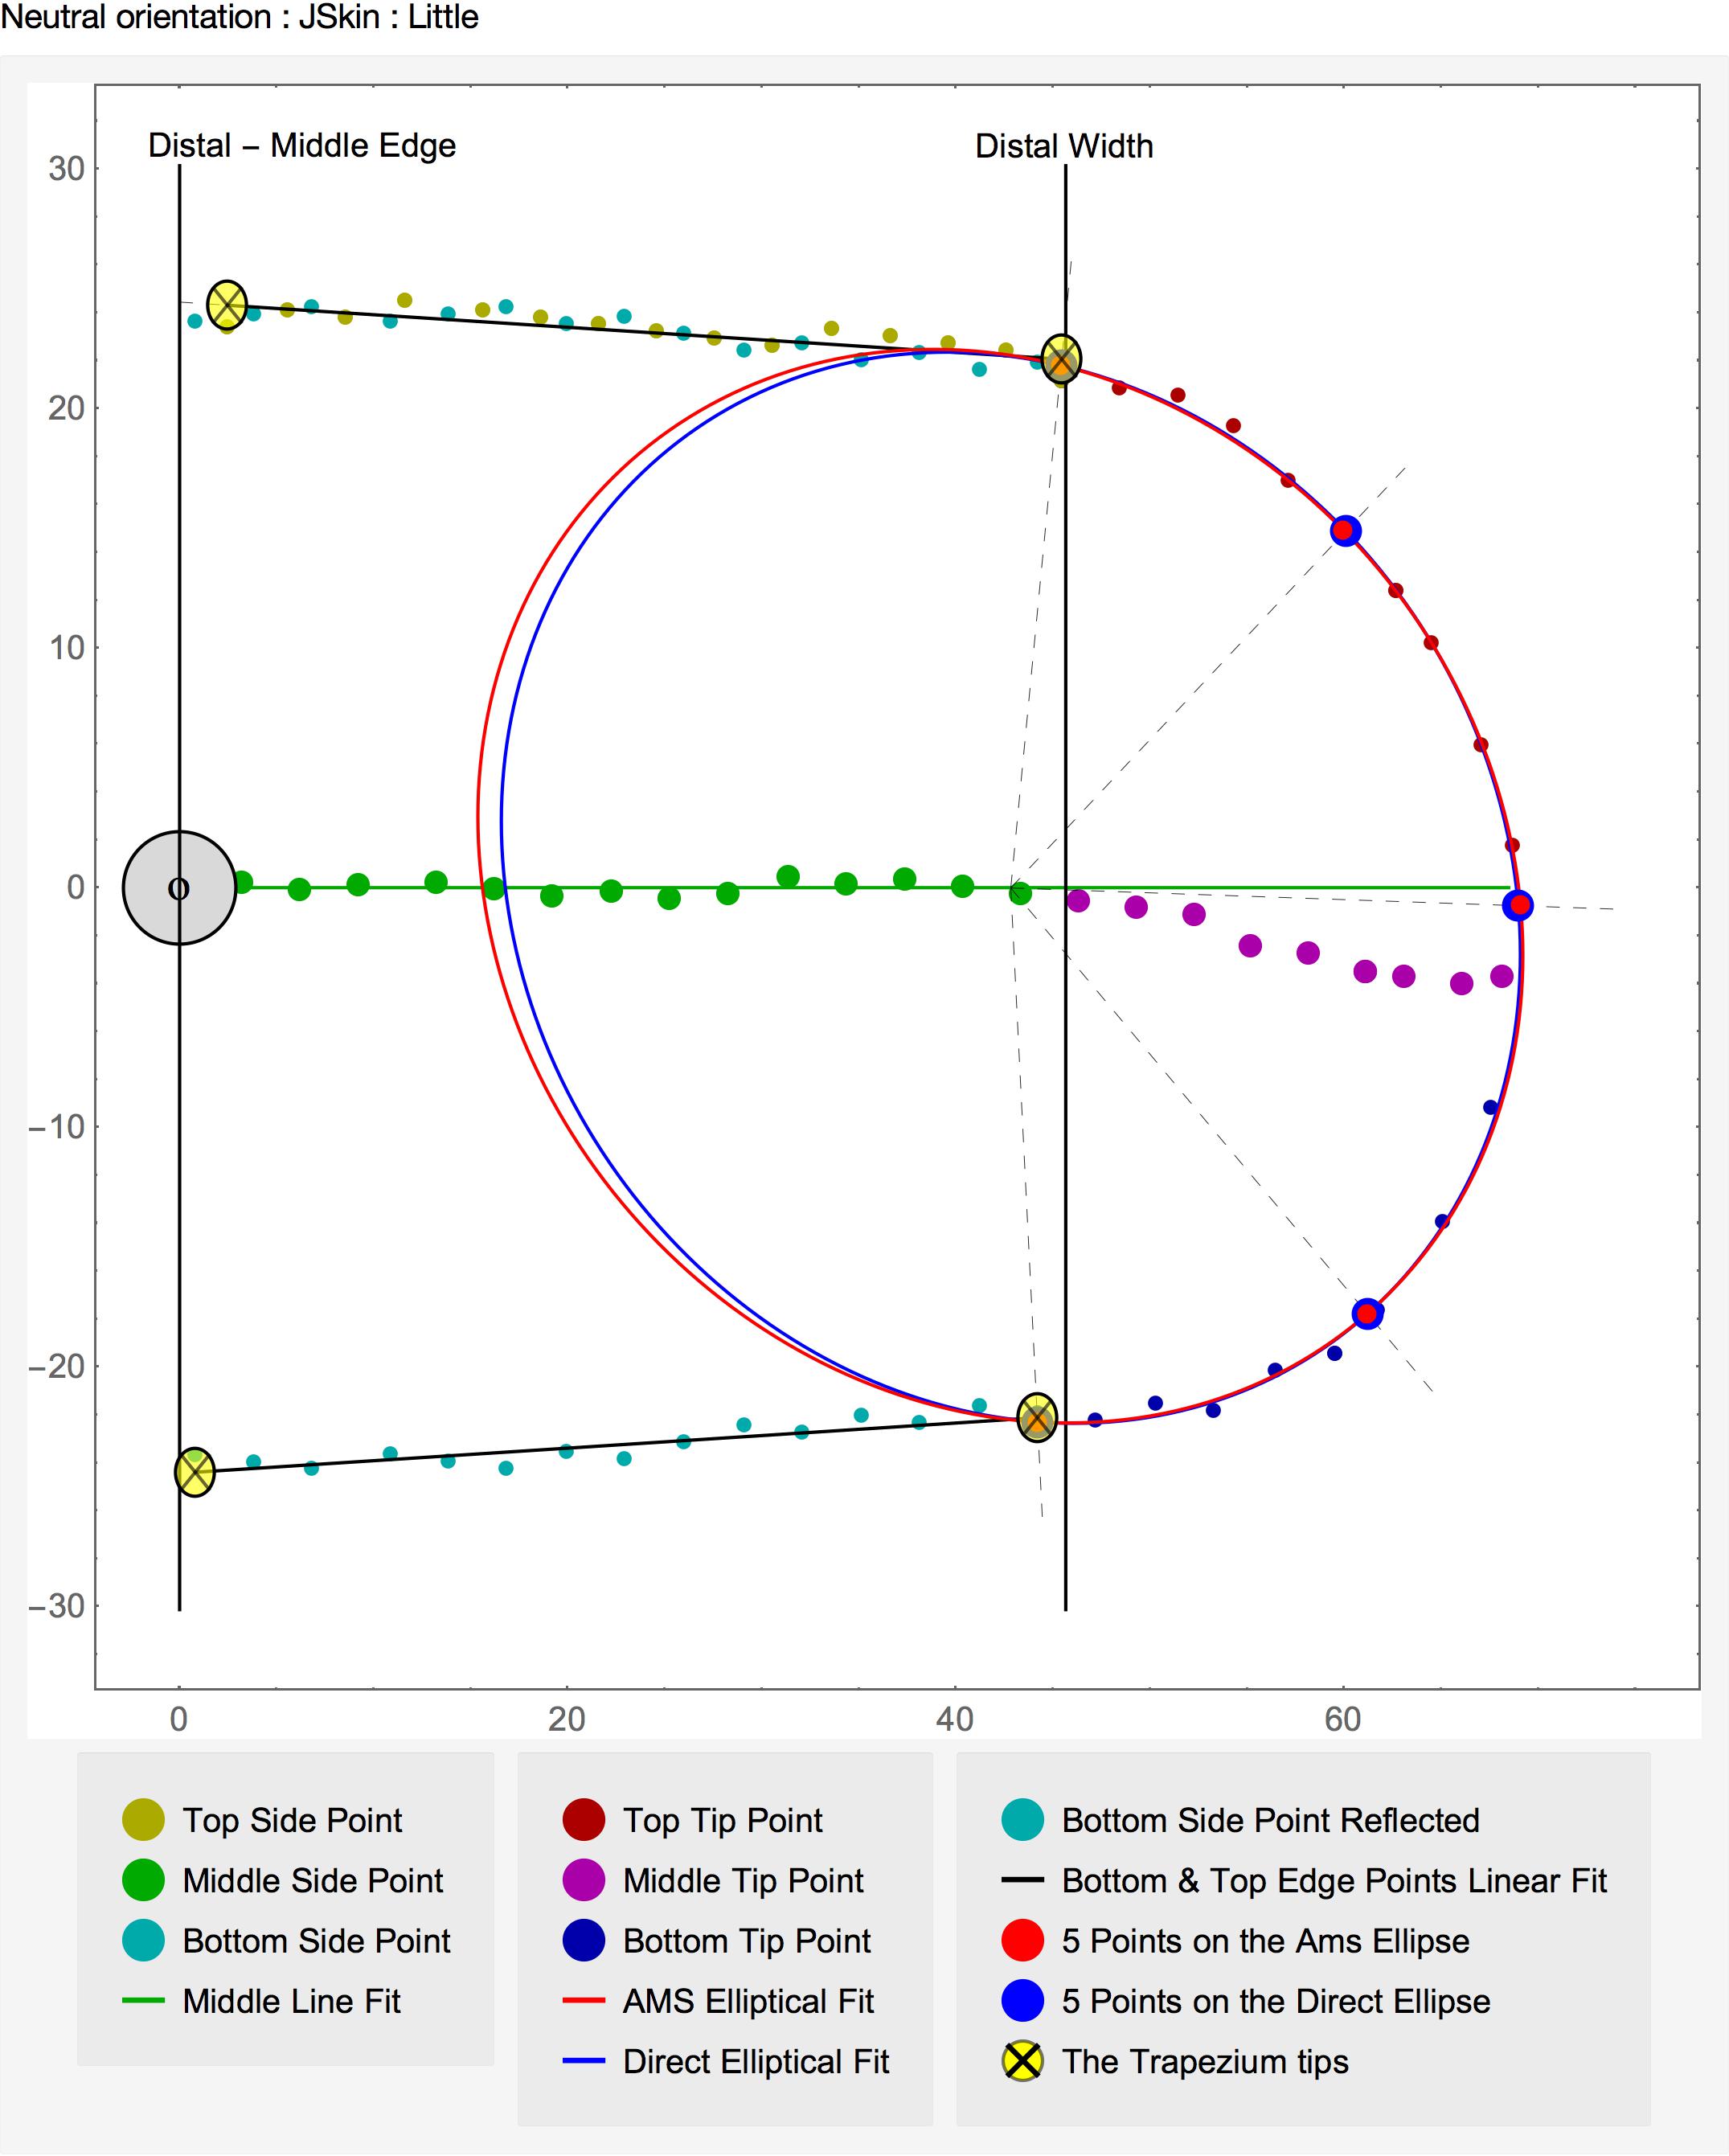 Neutral orientation : JSkin : Little
Distal – Middle Edge
Distal Width
30
20
10
0
−10
−20
−30
O
0
20
40
60
Top Side Point
Middle Side Point
Bottom Side Point
Middle Line Fit
Top Tip Point
Middle Tip Point
Bottom Tip Point
AMS Elliptical Fit
Direct Elliptical Fit
Bottom Side Point Reflected
Bottom & Top Edge Points Linear Fit
5 Points on the Ams Ellipse
5 Points on the Direct Ellipse
The Trapezium tips